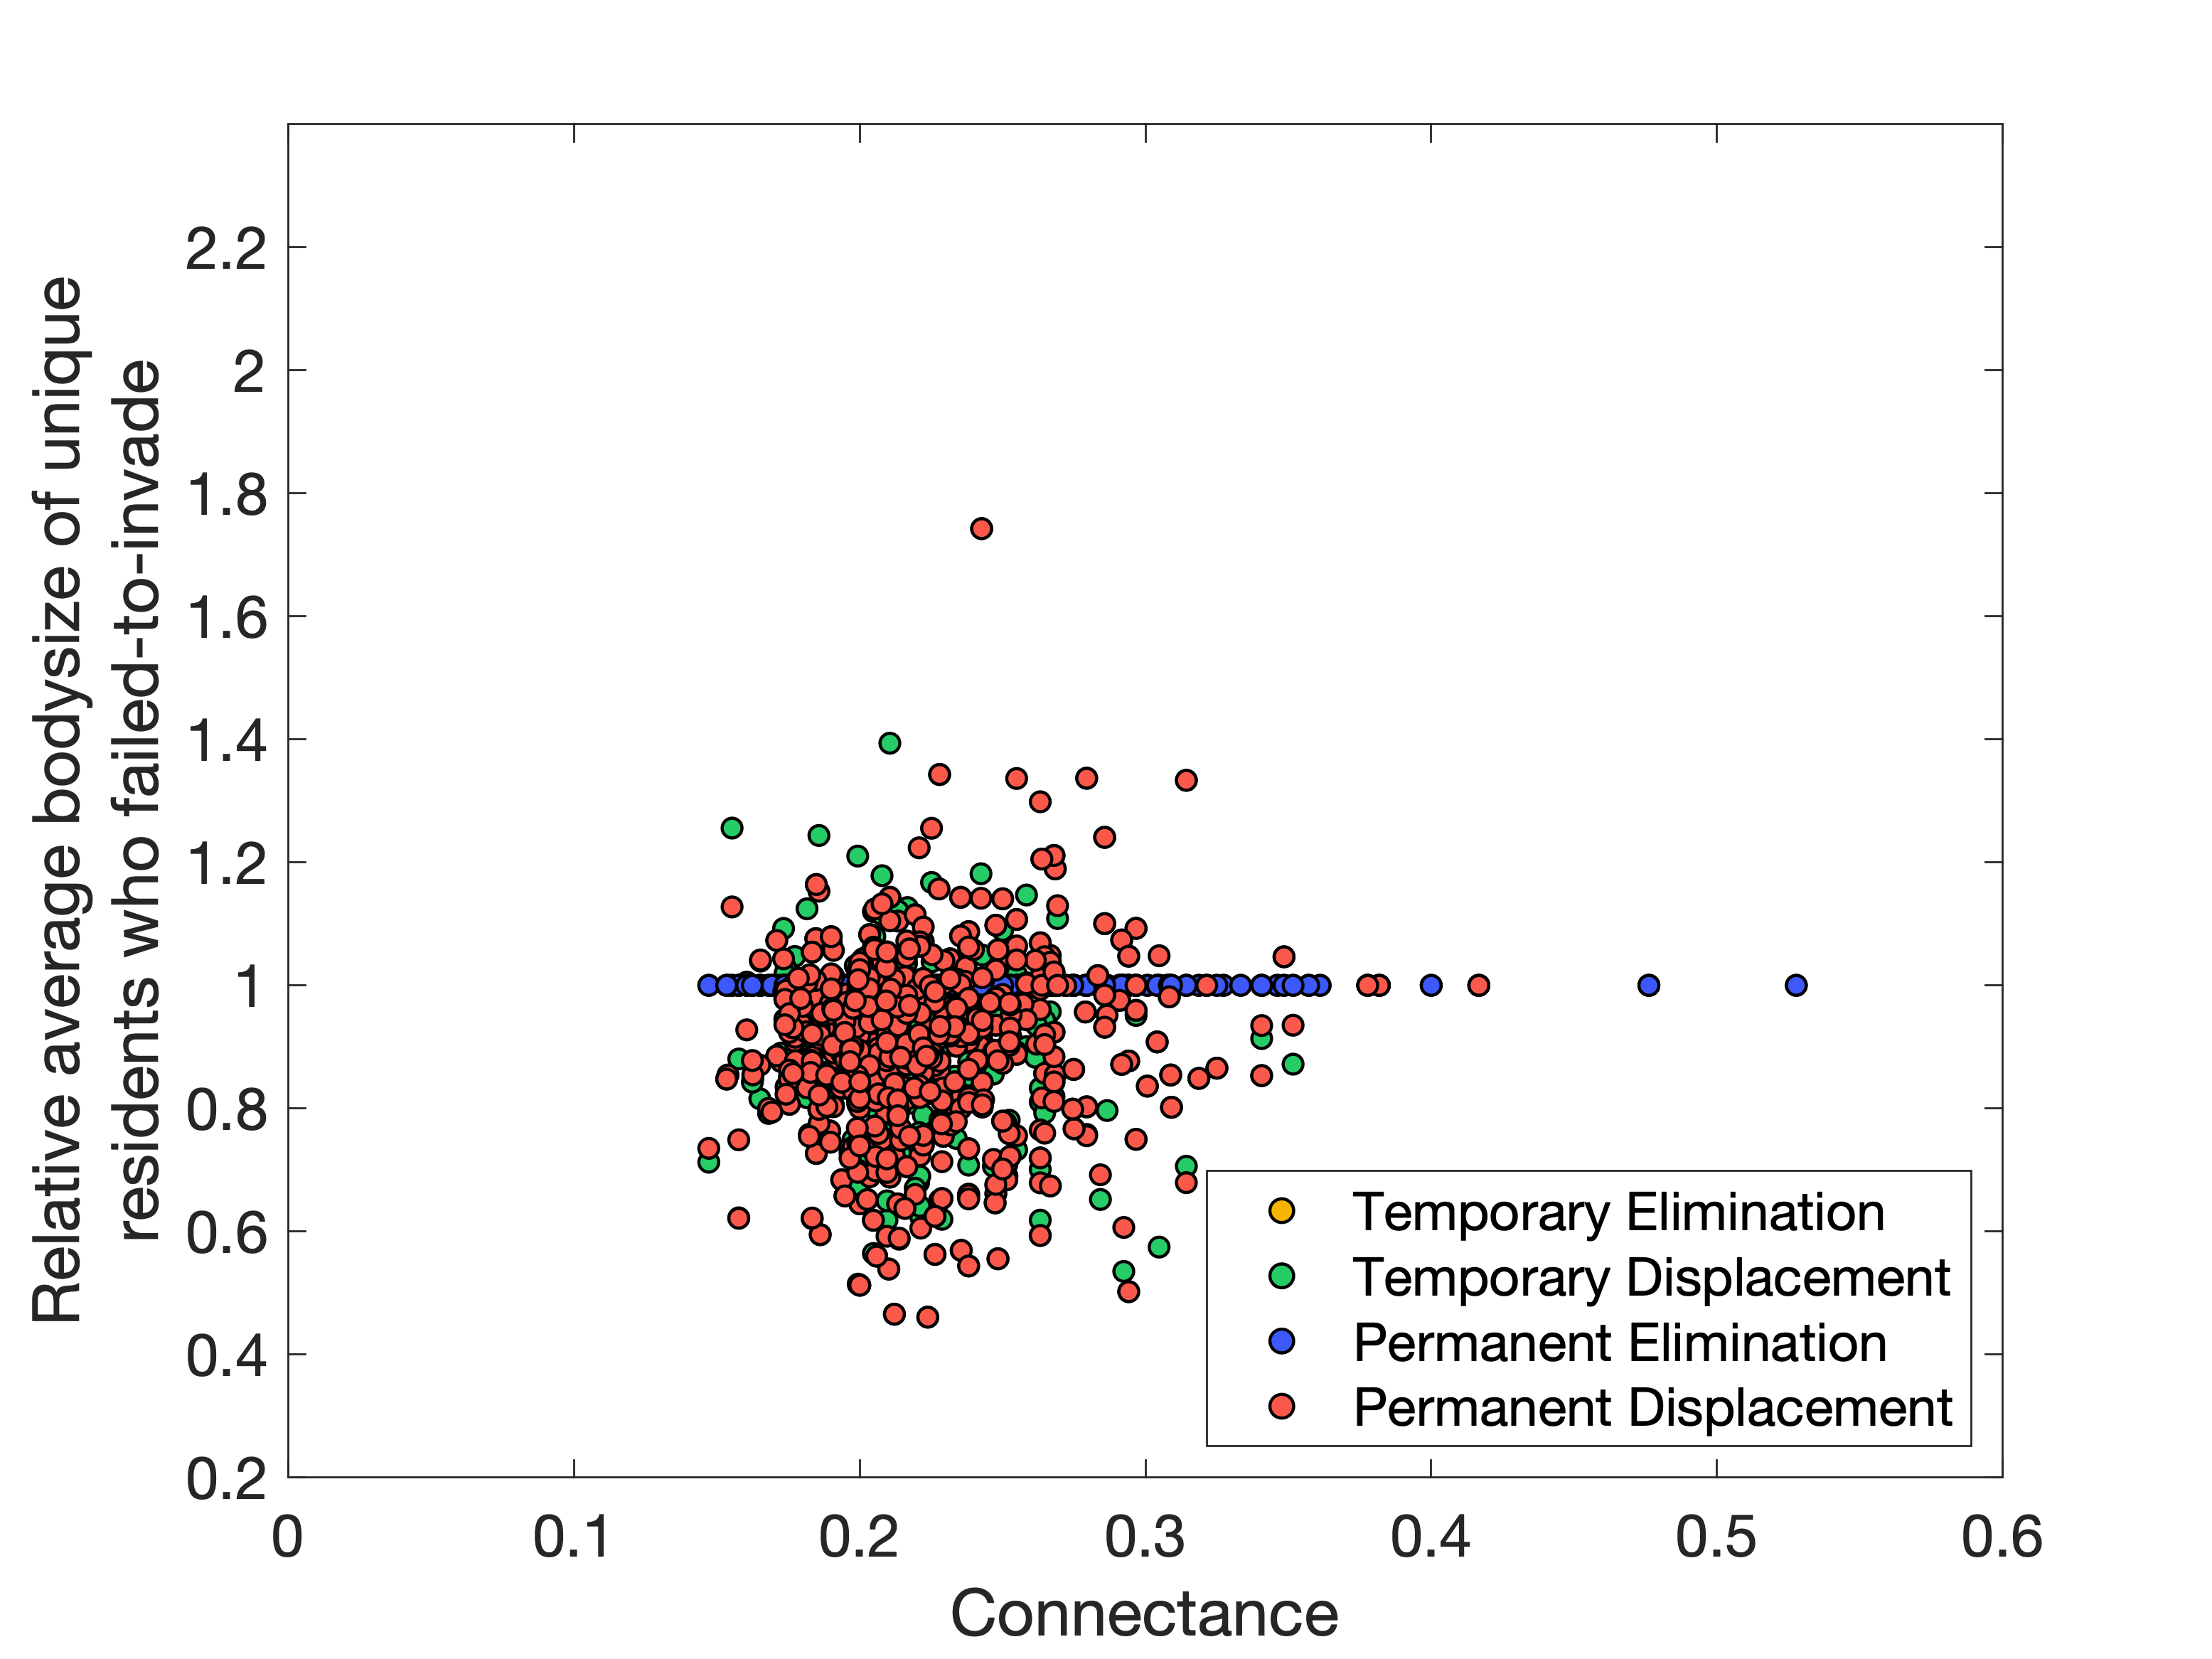 Relative average bodysize of unique
residents who failed-to-invade
2.2
2
1.8
1.6
1.4
1.2
1
0.8
0.6
0.4
0.2
0 0.1 0.2 0.3 0.4 0.5 0.6
Connectance
Temporary Elimination
Temporary Displacement
Permanent Elimination
Permanent Displacement